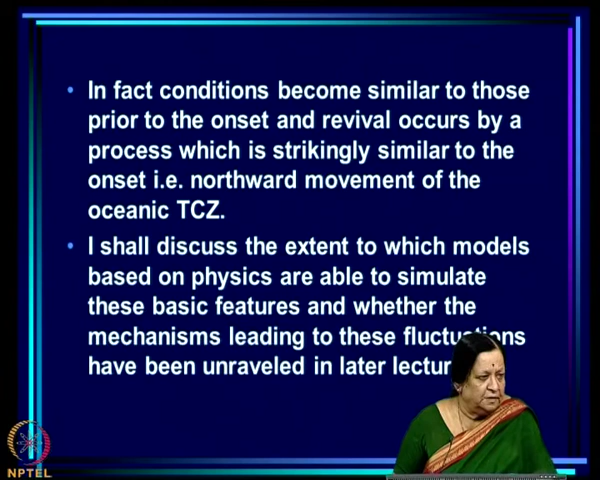 • In fact conditions become similar to those
prior to the onset and revival occurs by a
process which is strikingly similar to the
onset i.e. northward movement of the
oceanic TCZ.
• I shall discuss the extent to which models
based on physics are able to simulate
these basic features and whether the
mechanisms leading to these fluctuations
have been unraveled in later
NPTEL